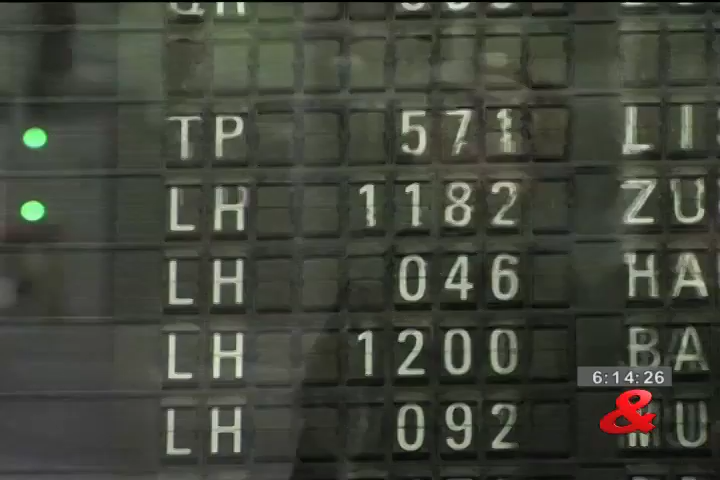 TP 571 LI
LH 1182 ZU
LH 046 HA
LH 1200 BA
6:14:26
&
LH 092 MU